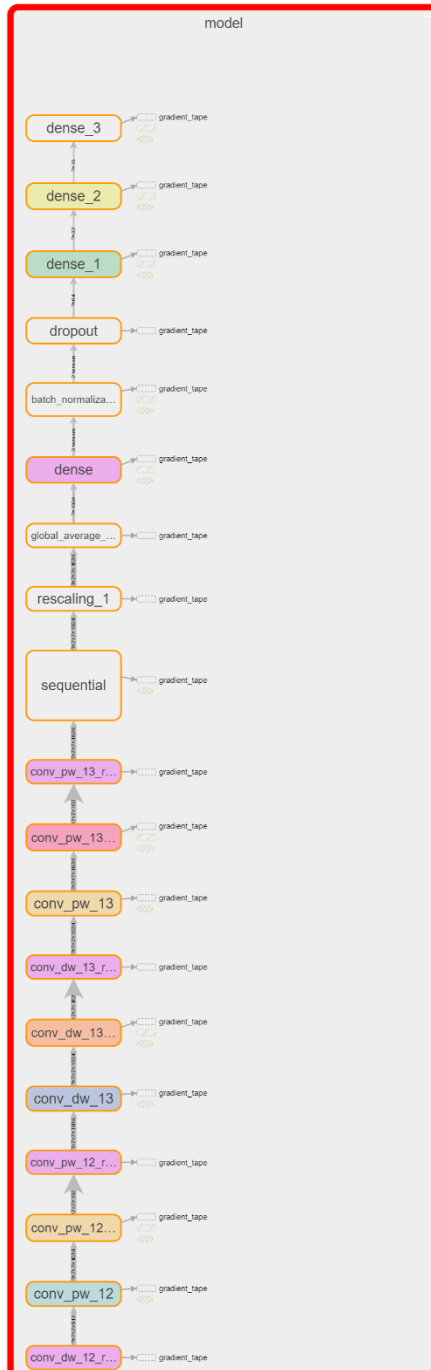 model
dense_3
gradient_tape
dense_2
gradient_tape
dense_1
gradient_tape
dropout
gradient_tape
batch_normaliza...
gradient_tape
dense
gradient_tape
global_average_...
gradient_tape
rescaling_1
gradient_tape
sequential
gradient_tape
conv_pw_13_r...
gradient_tape
conv_pw_13...
gradient_tape
conv_pw_13
gradient_tape
conv_dw_13_r...
gradient_tape
conv_dw_13...
gradient_tape
conv_dw_13
gradient_tape
conv_pw_12_r...
gradient_tape
conv_pw_12...
gradient_tape
conv_pw_12
gradient_tape
conv_dw_12_r...
gradient_tape